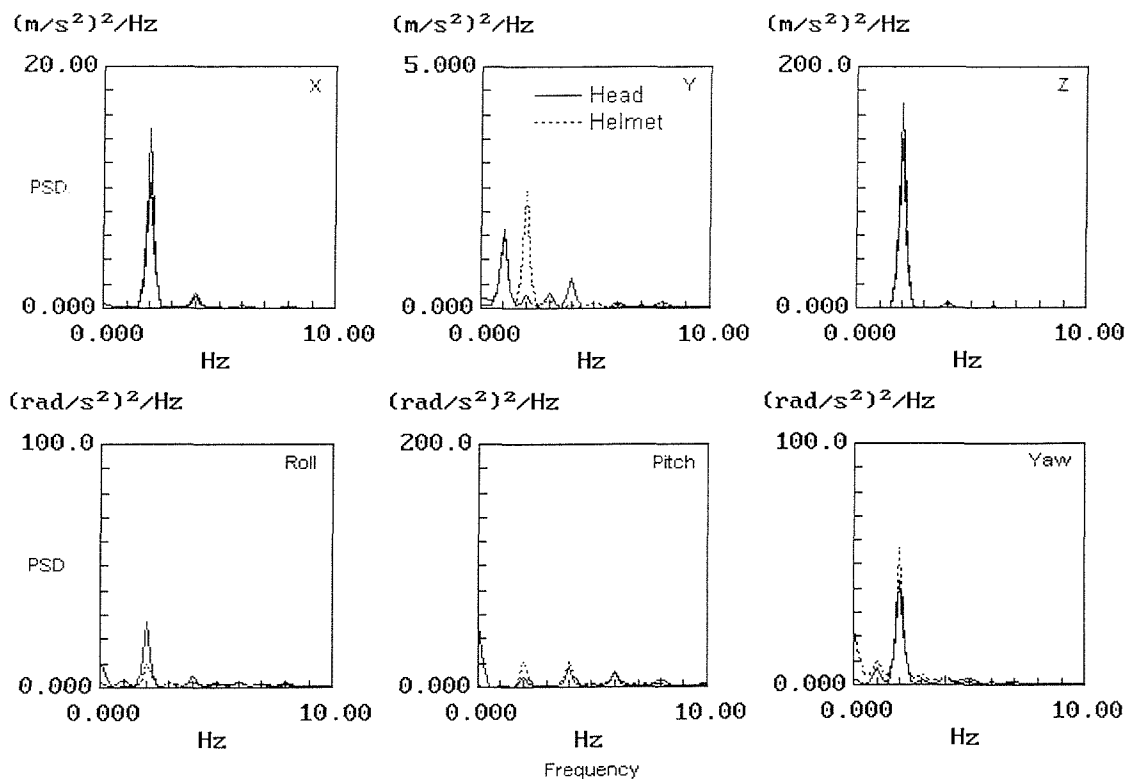 (m/s²)²/Hz (m/s²)²/Hz (m/s²)²/Hz
20.00 X 5.000 Y 200.0 Z
Head
Helmet
PSD
0.000 0.000 0.000
0.000 10.00 0.000 10.00 0.000 10.00
Hz Hz Hz
(rad/s²)²/Hz (rad/s²)²/Hz (rad/s²)²/Hz
100.0 Roll 200.0 Pitch 100.0 Yaw
PSD
0.000 0.000 0.000
0.000 10.00 0.000 10.00 0.000 10.00
Hz Hz Hz
Frequency